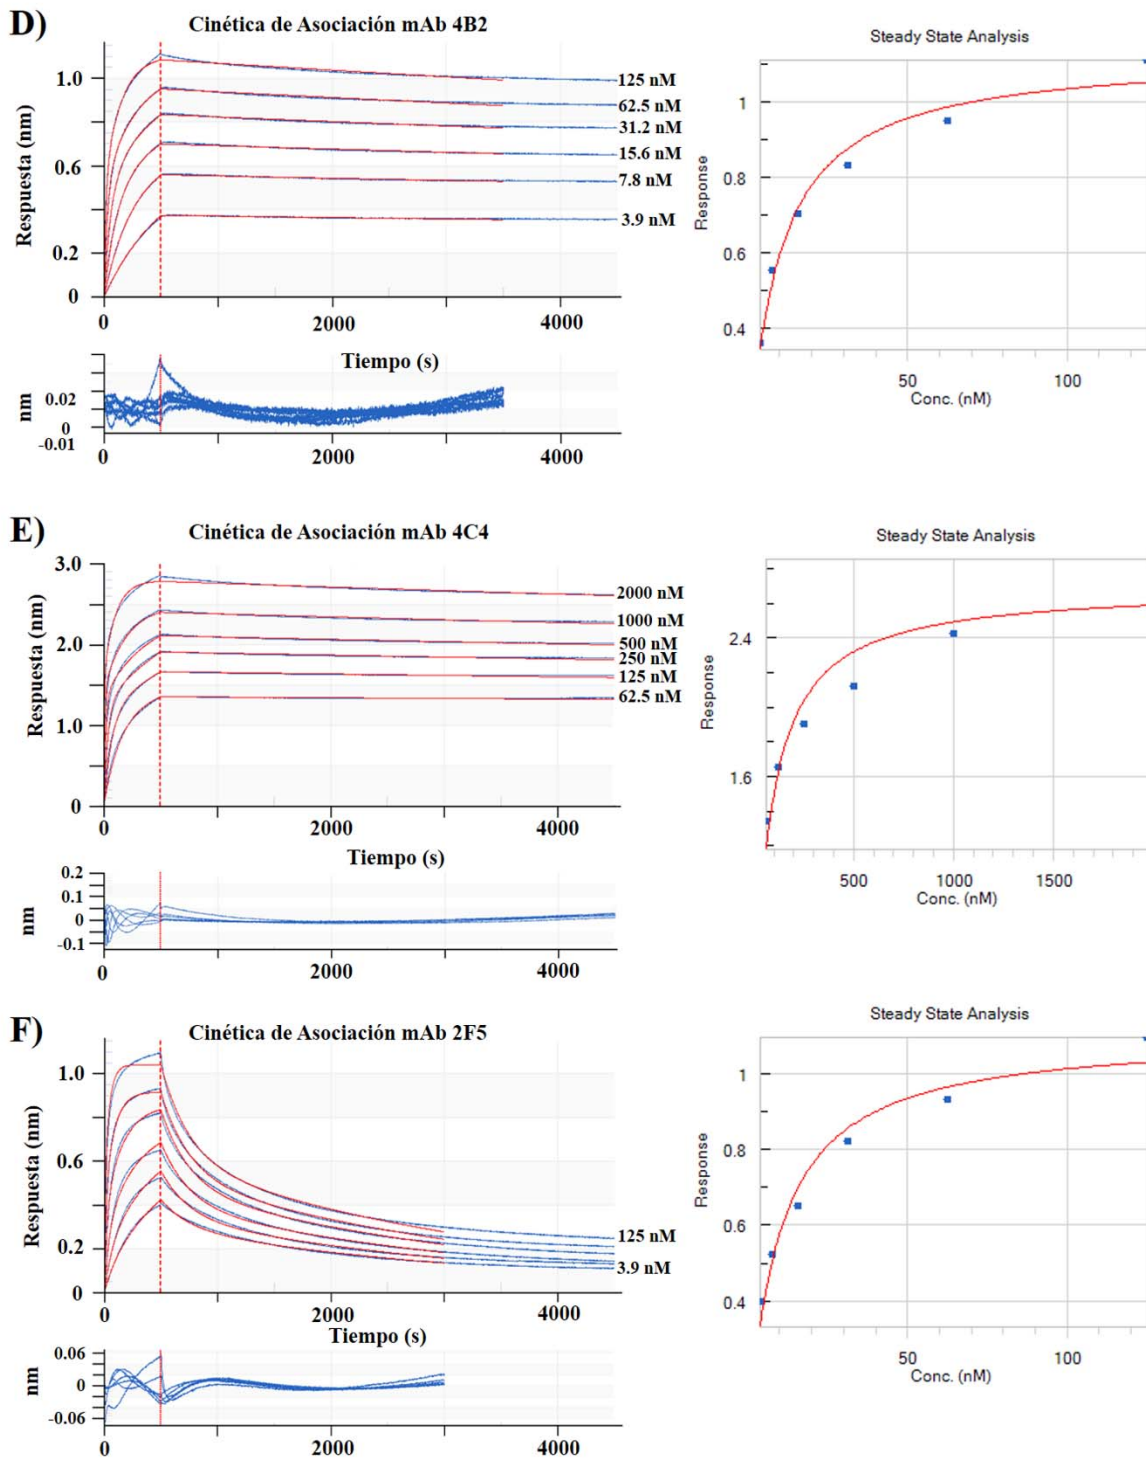 D)
Cinética de Asociación mAb 4B2
Respuesta (nm)
1.0
0.6
0.2
0
125 nM
62.5 nM
31.2 nM
15.6 nM
7.8 nM
3.9 nM
0 2000 4000
Tiempo (s)
nm
0.02
0
-0.01
0 2000 4000
Steady State Analysis
Response
1
0.8
0.6
0.4
50 100
Conc. (nM)
E)
Cinética de Asociación mAb 4C4
Respuesta (nm)
3.0
2.0
1.0
0
2000 nM
1000 nM
500 nM
250 nM
125 nM
62.5 nM
0 2000 4000
Tiempo (s)
nm
0.2
0.1
0
-0.1
0 2000 4000
Steady State Analysis
Response
2.4
1.6
500 1000 1500
Conc. (nM)
F)
Cinética de Asociación mAb 2F5
Respuesta (nm)
1.0
0.6
0.2
0
125 nM
3.9 nM
0 2000 4000
Tiempo (s)
nm
0.06
0
-0.06
0 2000 4000
Steady State Analysis
Response
1
0.8
0.6
0.4
50 100
Conc. (nM)